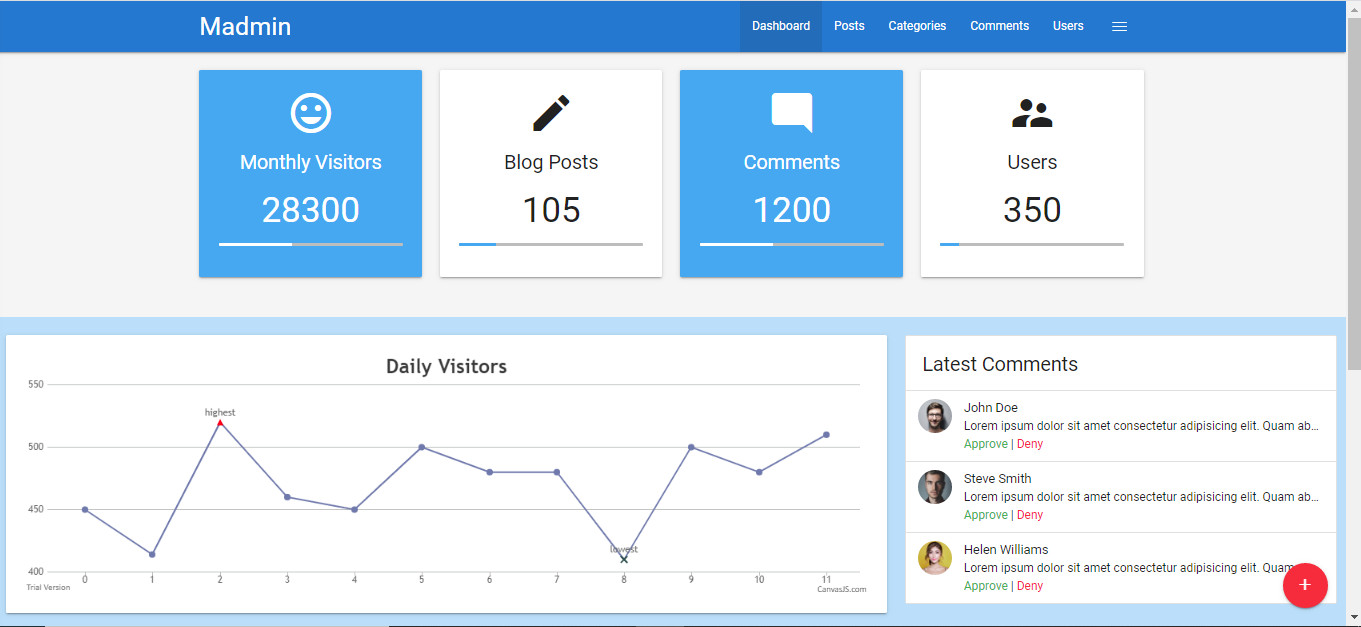 Madmin
Dashboard Posts Categories Comments Users
Monthly Visitors
28300
Blog Posts
105
Comments
1200
Users
350
Daily Visitors
550
500
450
400
highest
lowest
0 1 2 3 4 5 6 7 8 9 10 11
Trial Version
CanvasJS.com
Latest Comments
John Doe
Lorem ipsum dolor sit amet consectetur adipisicing elit. Quam ab...
Approve | Deny
Steve Smith
Lorem ipsum dolor sit amet consectetur adipisicing elit. Quam ab...
Approve | Deny
Helen Williams
Lorem ipsum dolor sit amet consectetur adipisicing elit. Quam
Approve | Deny
+